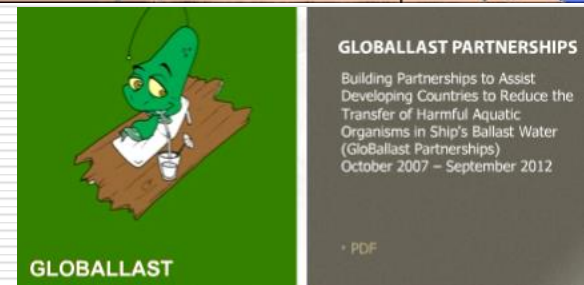 GLOBALLAST
GLOBALLAST PARTNERSHIPS
Building Partnerships to Assist
Developing Countries to Reduce the
Transfer of Harmful Aquatic
Organisms in Ship's Ballast Water
(GloBallast Partnerships)
October 2007 – September 2012
• PDF